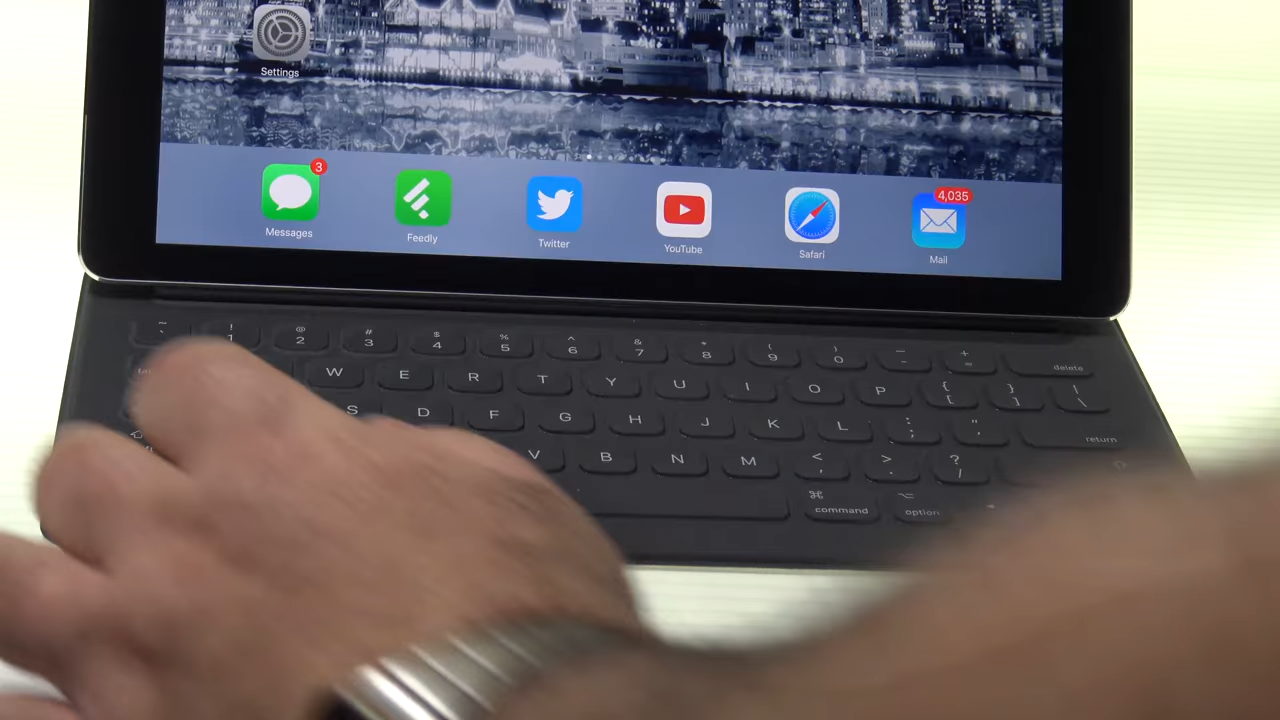 Settings
3
4,035
Messages
Feedly
Twitter
YouTube
Safari
Mail
~ ! @ # $ % ^ & * ( ) _ +
` 1 2 3 4 5 6 7 8 9 0 - = delete
W E R T Y U I O P { [ } ] | \
S D F G H J K L : ; " ' return
V B N M < , > . ? /
⌘ ⌥
command option